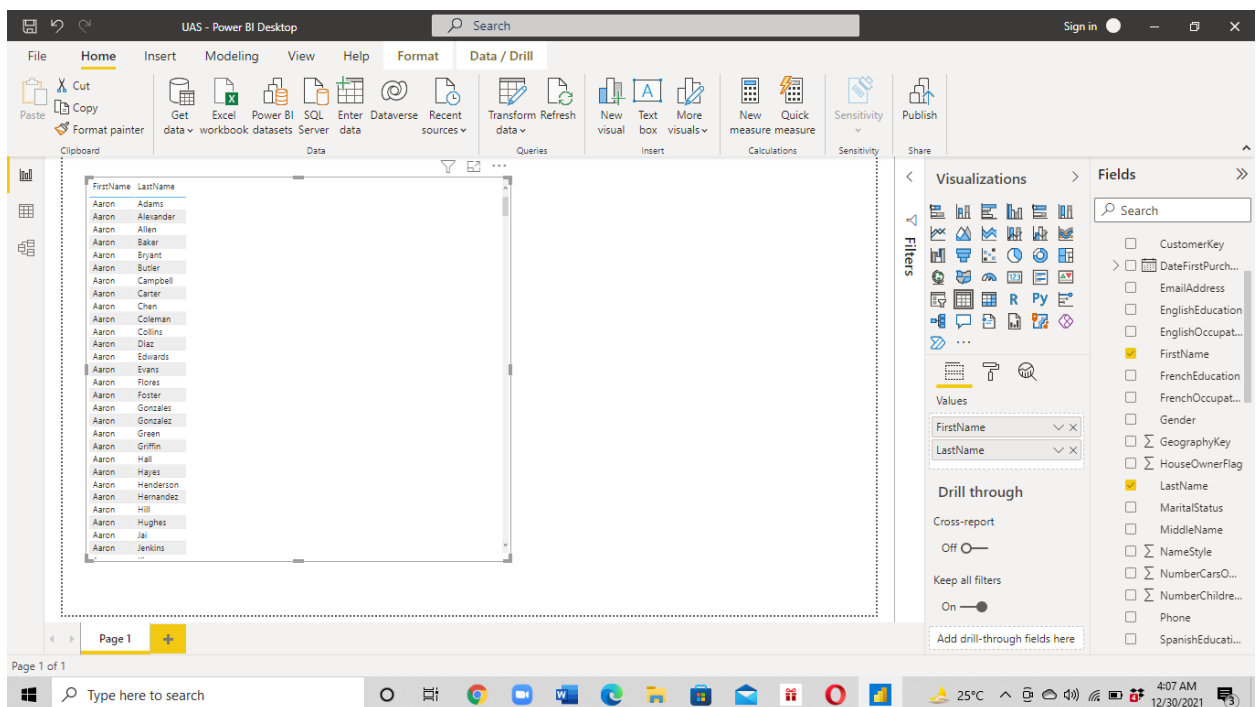 UAS - Power BI Desktop
Search
Sign in
File Home Insert Modeling View Help Format Data / Drill
Paste
Cut
Copy
Format painter
Clipboard
Get data
Excel workbook
Power BI datasets
SQL Server
Enter data
Dataverse
Recent sources
Data
Transform data
Refresh
Queries
New visual
Text box
More visuals
Insert
New measure
Quick measure
Calculations
Sensitivity
Sensitivity
Publish
Share
FirstName LastName
Aaron Adams
Aaron Alexander
Aaron Allen
Aaron Baker
Aaron Bryant
Aaron Butler
Aaron Campbell
Aaron Carter
Aaron Chen
Aaron Coleman
Aaron Collins
Aaron Diaz
Aaron Edwards
Aaron Evans
Aaron Flores
Aaron Foster
Aaron Gonzales
Aaron Gonzalez
Aaron Green
Aaron Griffin
Aaron Hall
Aaron Hayes
Aaron Henderson
Aaron Hernandez
Aaron Hill
Aaron Hughes
Aaron Jai
Aaron Jenkins
Filters
Visualizations
R Py
123
Values
FirstName
LastName
Drill through
Cross-report
Off
Keep all filters
On
Add drill-through fields here
Fields
Search
CustomerKey
DateFirstPurch...
EmailAddress
EnglishEducation
EnglishOccupat...
FirstName
FrenchEducation
FrenchOccupat...
Gender
GeographyKey
HouseOwnerFlag
LastName
MaritalStatus
MiddleName
NameStyle
NumberCarsO...
NumberChildre...
Phone
SpanishEducati...
Page 1
Page 1 of 1
Type here to search
25°C
4:07 AM
12/30/2021